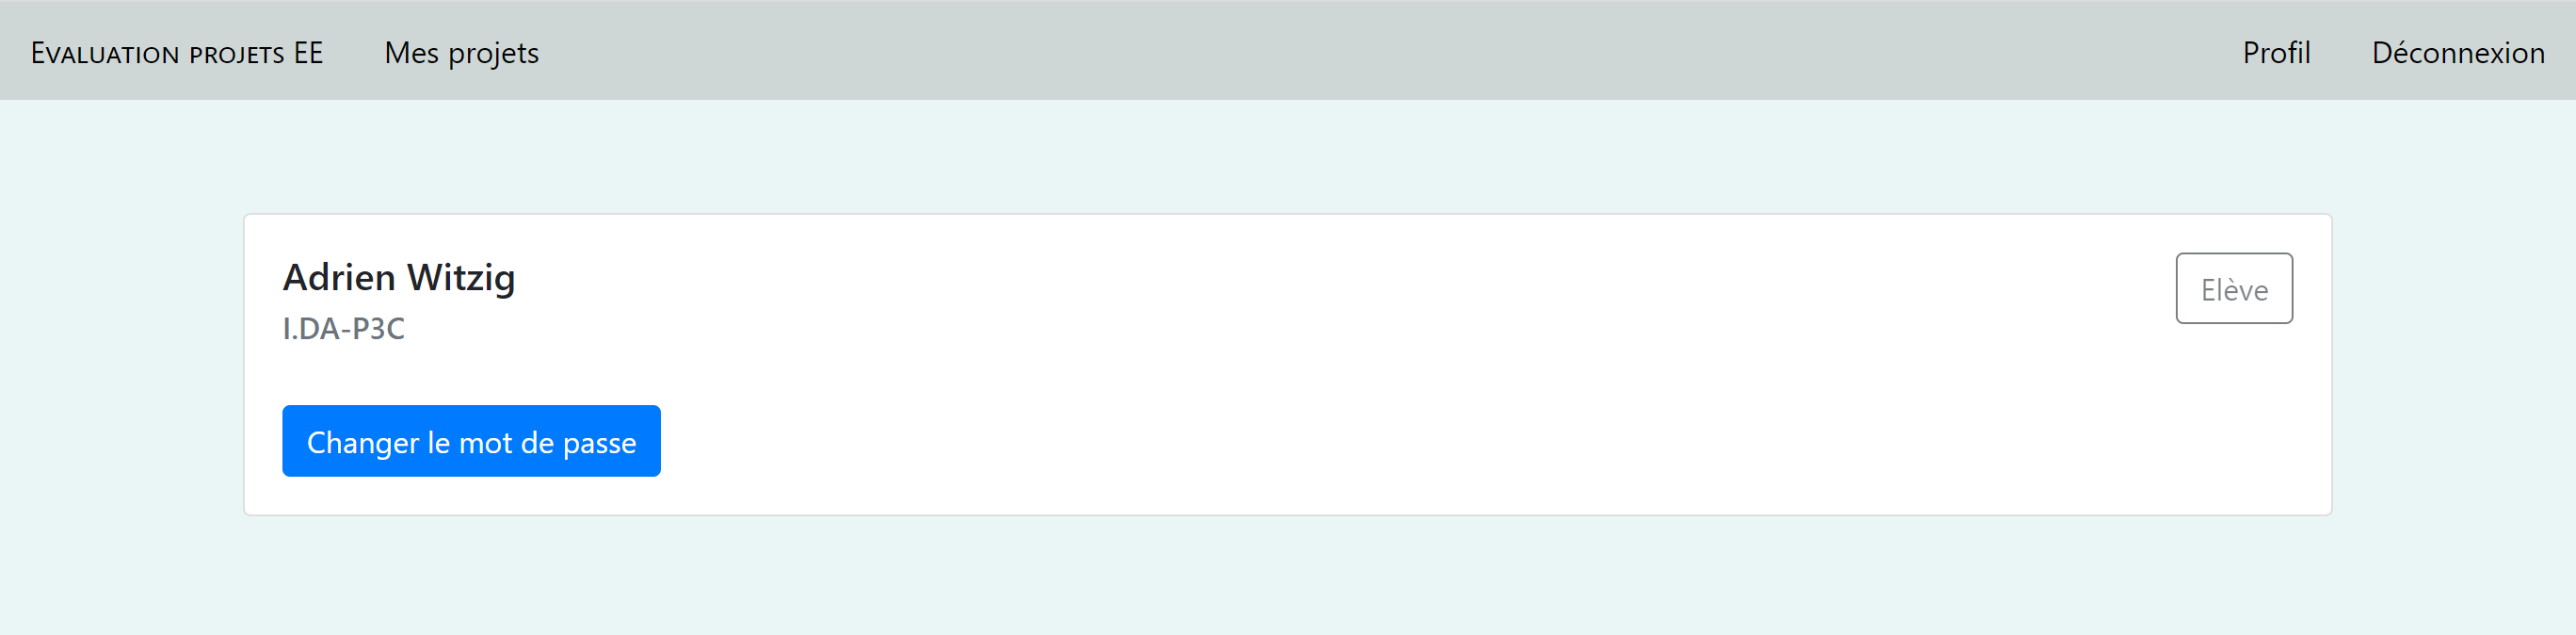 Evaluation projets EE Mes projets Profil Déconnexion
Adrien Witzig
Elève
I.DA-P3C
Changer le mot de passe